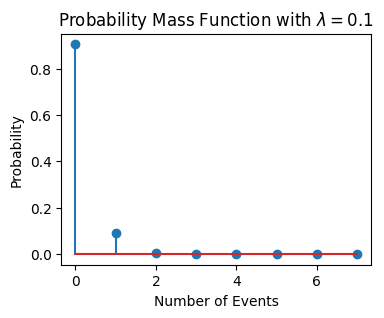 Probability Mass Function with λ = 0.1
0.8
0.6
0.4
0.2
0.0
Probability
0 2 4 6
Number of Events